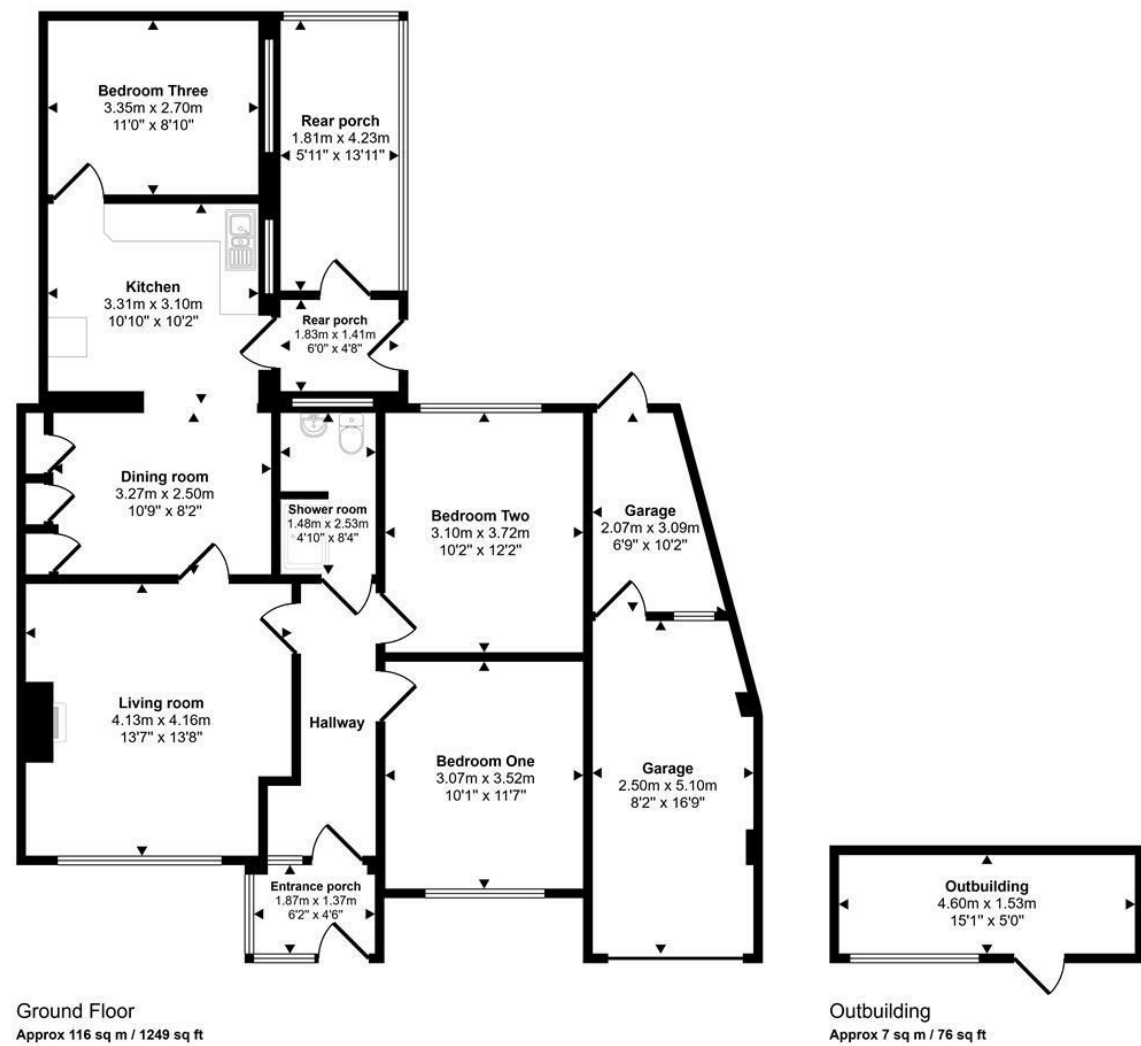 Bedroom Three
3.35m x 2.70m
11'0" x 8'10"
Rear porch
1.81m x 4.23m
5'11" x 13'11"
Kitchen
3.31m x 3.10m
10'10" x 10'2"
Rear porch
1.83m x 1.41m
6'0" x 4'8"
Dining room
3.27m x 2.50m
10'9" x 8'2"
Shower room
1.48m x 2.53m
4'10" x 8'4"
Bedroom Two
3.10m x 3.72m
10'2" x 12'2"
Garage
2.07m x 3.09m
6'9" x 10'2"
Living room
4.13m x 4.16m
13'7" x 13'8"
Hallway
Bedroom One
3.07m x 3.52m
10'1" x 11'7"
Garage
2.50m x 5.10m
8'2" x 16'9"
Entrance porch
1.87m x 1.37m
6'2" x 4'6"
Outbuilding
4.60m x 1.53m
15'1" x 5'0"
Ground Floor
Approx 116 sq m / 1249 sq ft
Outbuilding
Approx 7 sq m / 76 sq ft